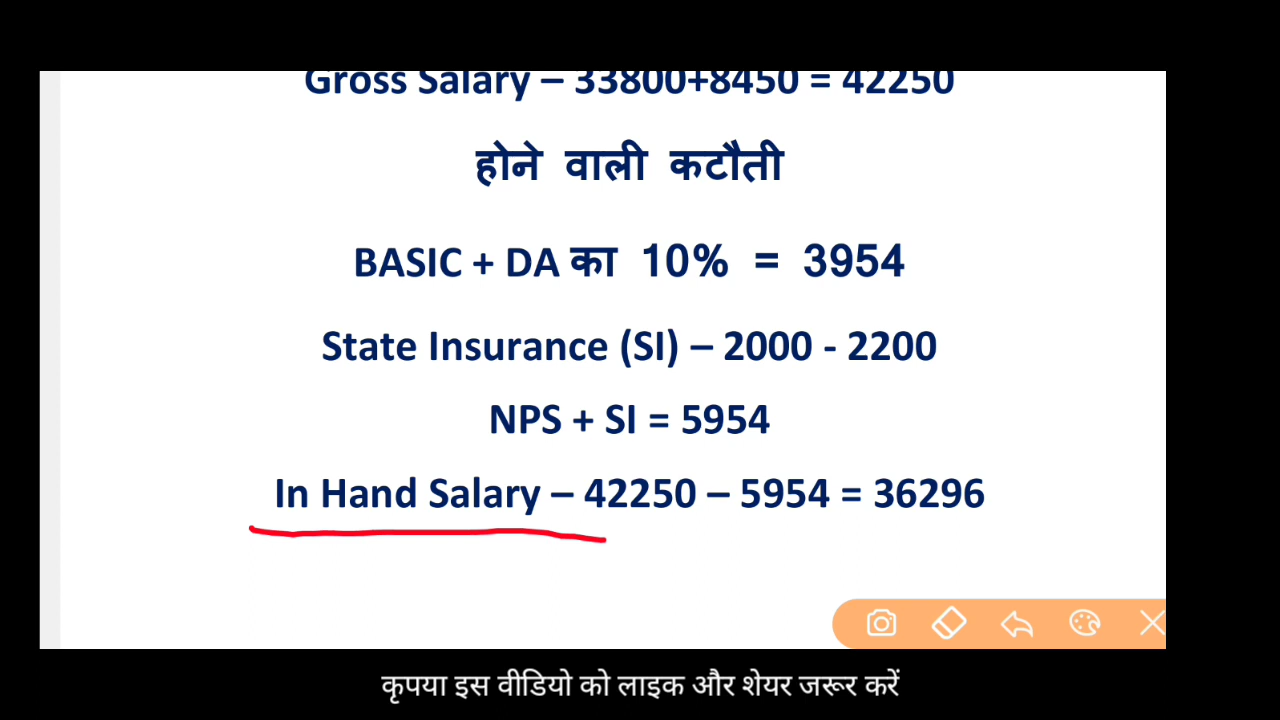 Gross Salary – 33800+8450 = 42250
होने वाली कटौती
BASIC + DA का 10% = 3954
State Insurance (SI) – 2000 - 2200
NPS + SI = 5954
In Hand Salary – 42250 – 5954 = 36296
कृपया इस वीडियो को लाइक और शेयर जरूर करें